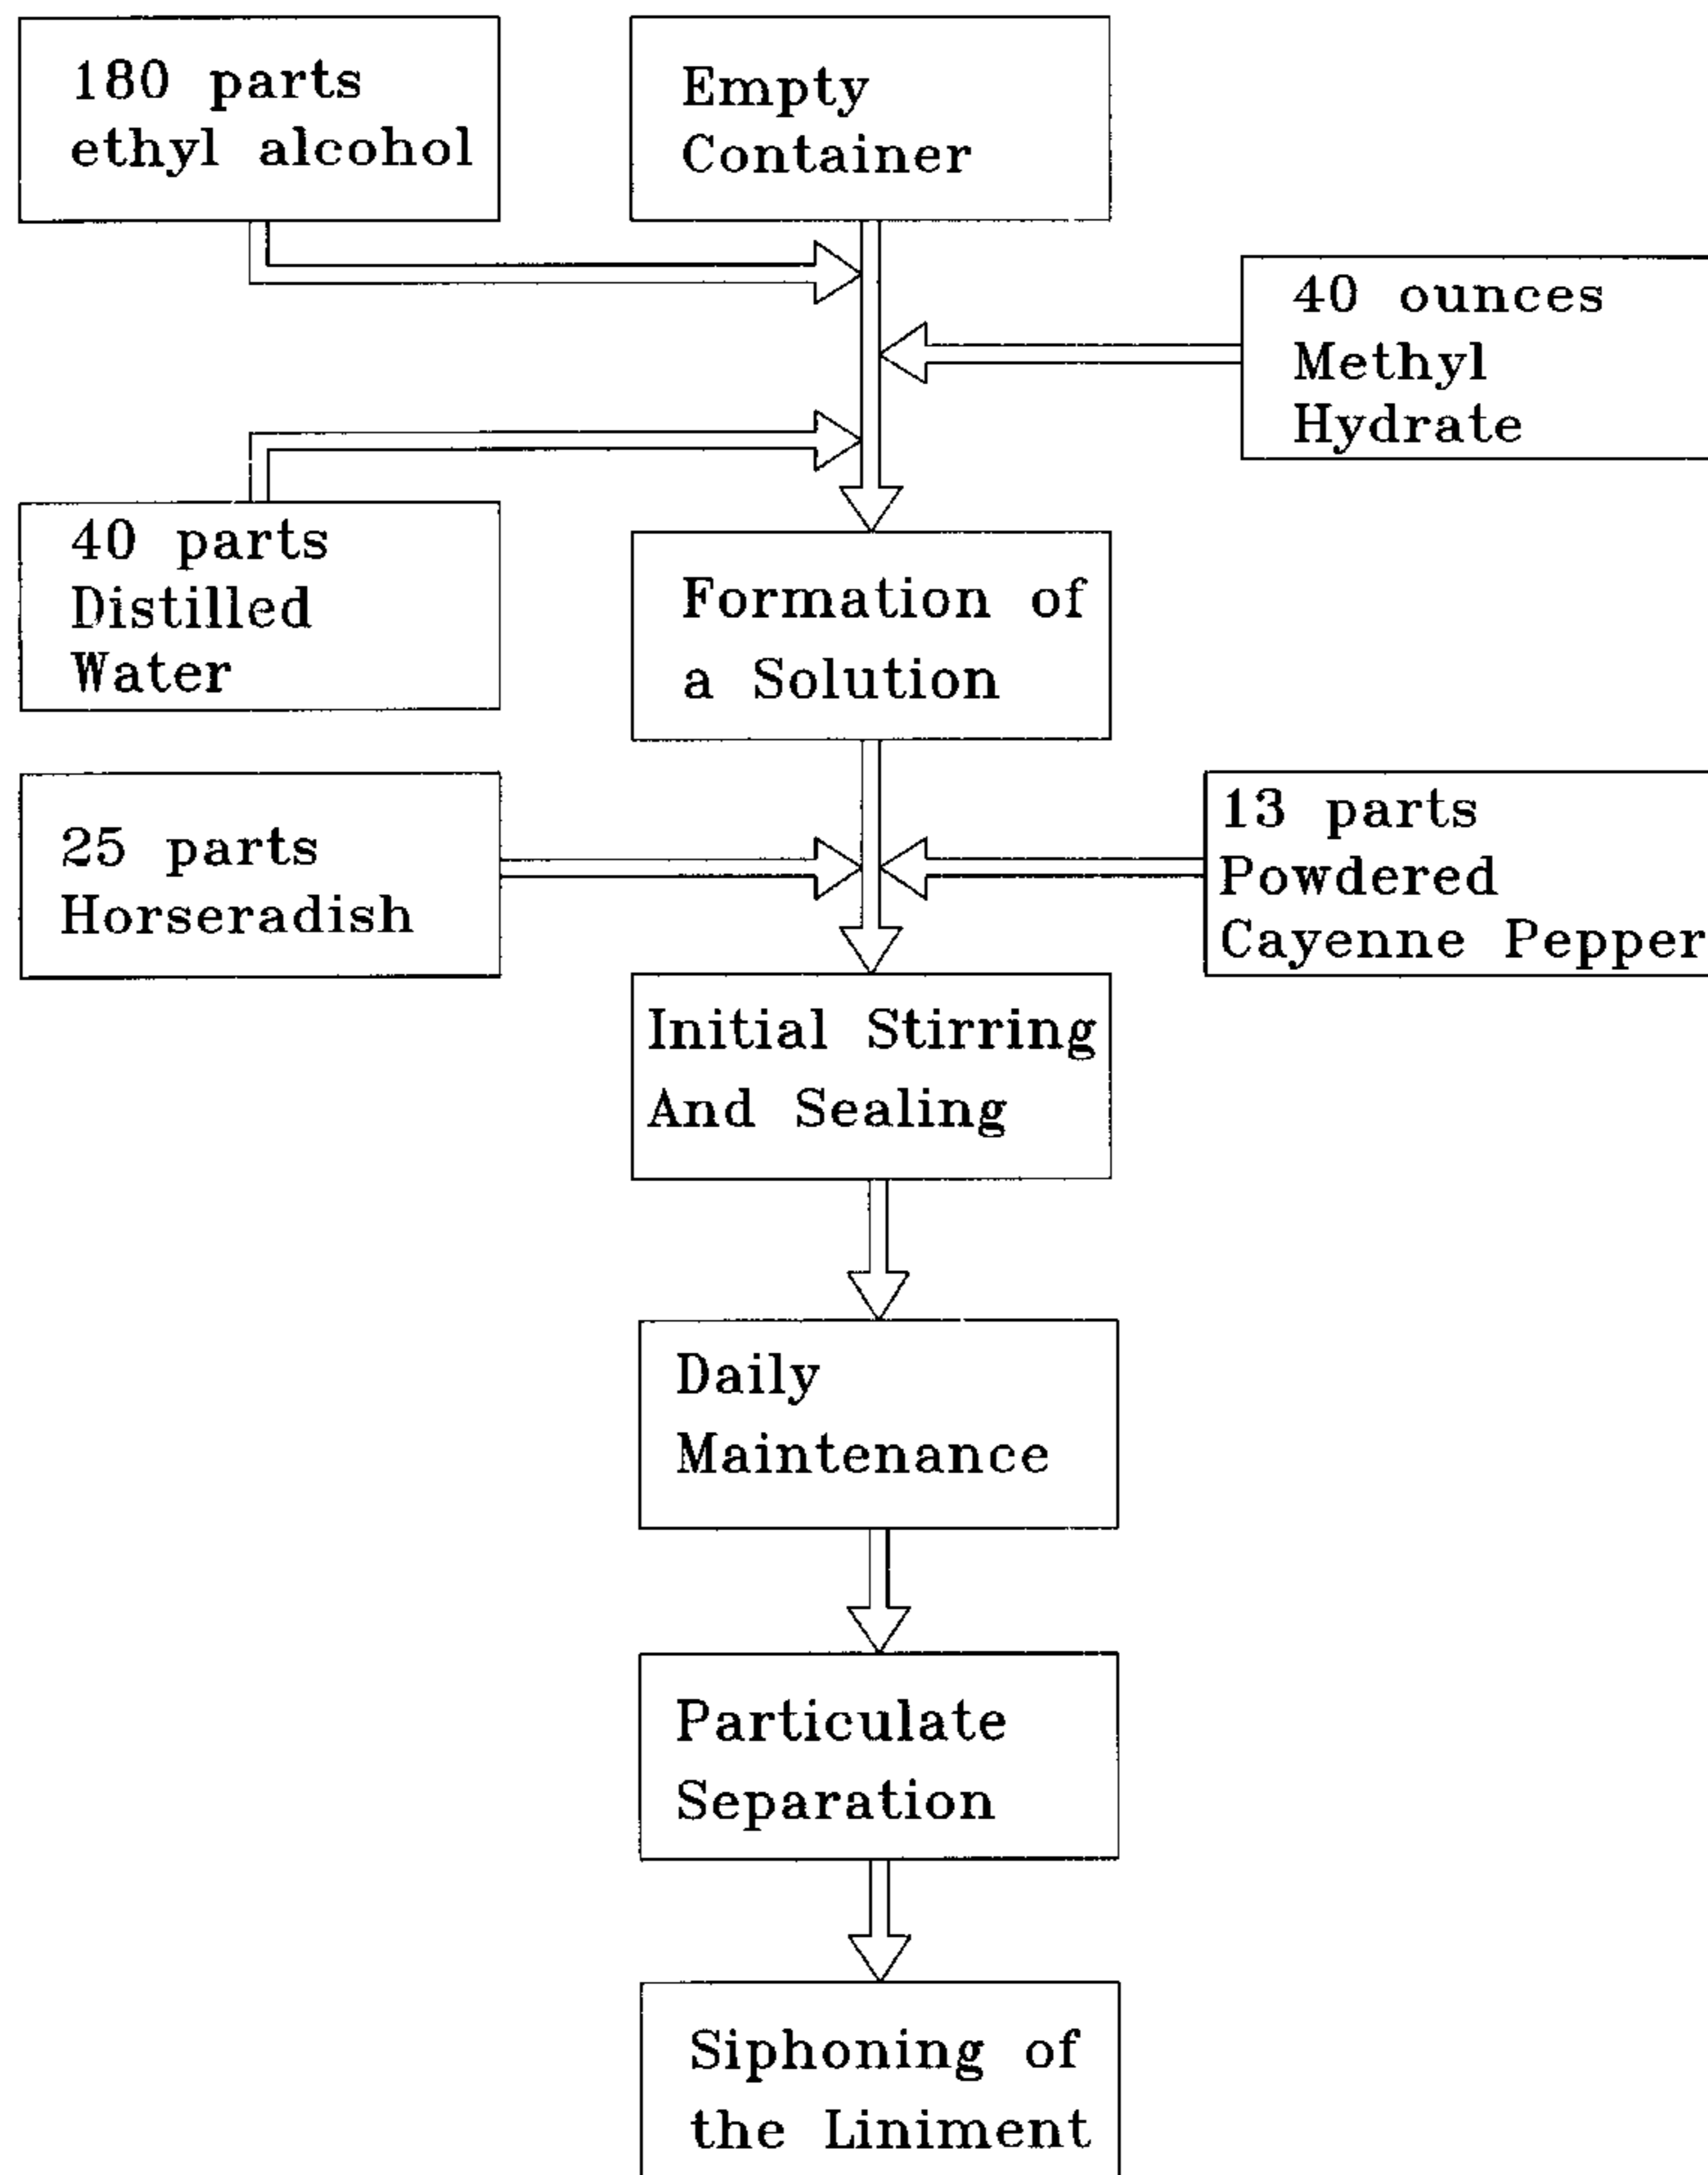 180 parts
ethyl alcohol
Empty
Container
40 ounces
Methyl
Hydrate
40 parts
Distilled
Water
Formation of
a Solution
25 parts
Horseradish
13 parts
Powdered
Cayenne Pepper
Initial Stirring
And Sealing
Daily
Maintenance
Particulate
Separation
Siphoning of
the Liniment